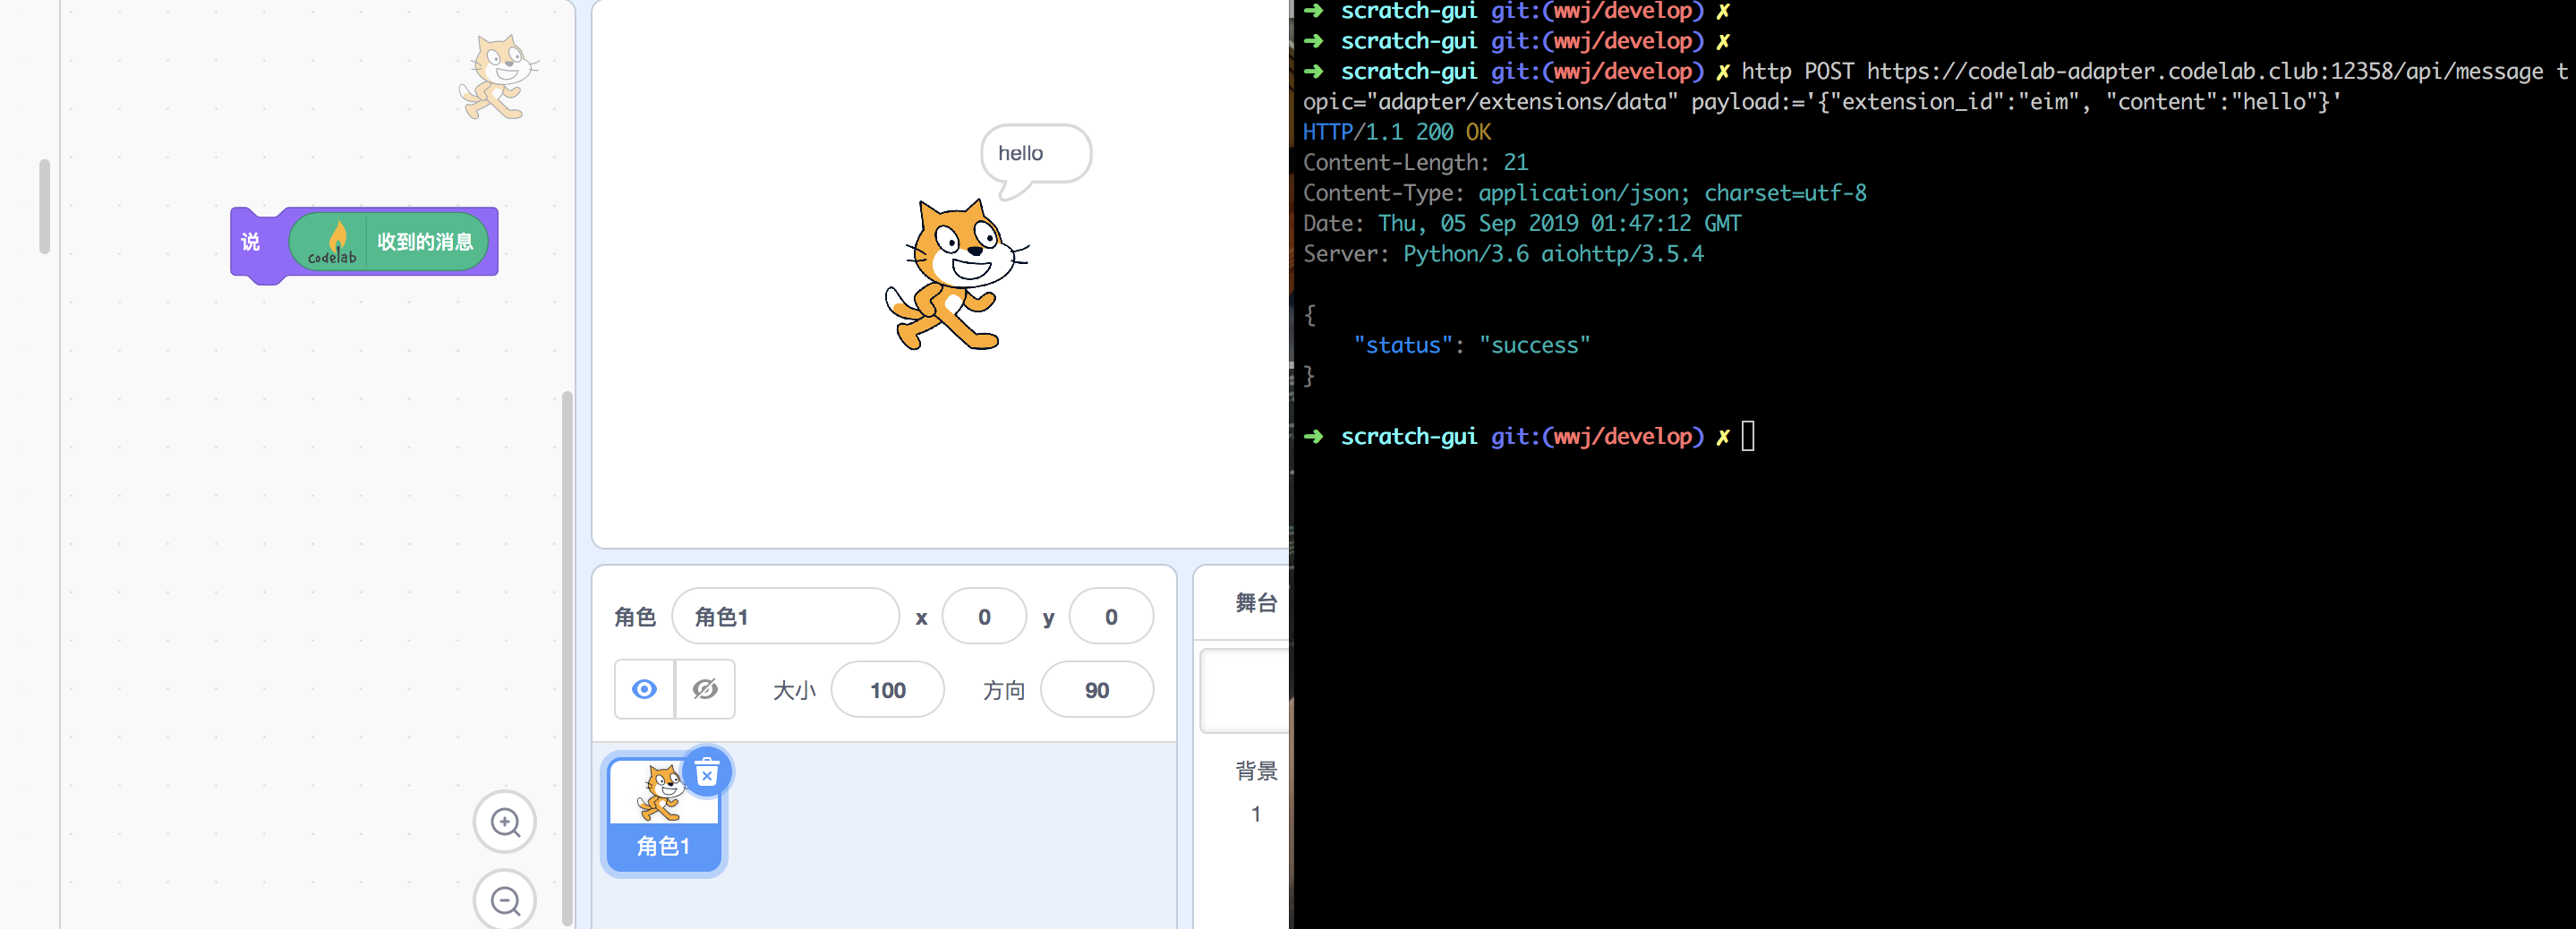 说 codelab 收到的消息
hello
角色 角色1 x 0 y 0
大小 100 方向 90
角色1
舞台
背景
1
➜ scratch-gui git:(wwj/develop) ✗
➜ scratch-gui git:(wwj/develop) ✗
➜ scratch-gui git:(wwj/develop) ✗ http POST https://codelab-adapter.codelab.club:12358/api/message t
opic="adapter/extensions/data" payload:='{"extension_id":"eim", "content":"hello"}'
HTTP/1.1 200 OK
Content-Length: 21
Content-Type: application/json; charset=utf-8
Date: Thu, 05 Sep 2019 01:47:12 GMT
Server: Python/3.6 aiohttp/3.5.4
{
"status": "success"
}
➜ scratch-gui git:(wwj/develop) ✗